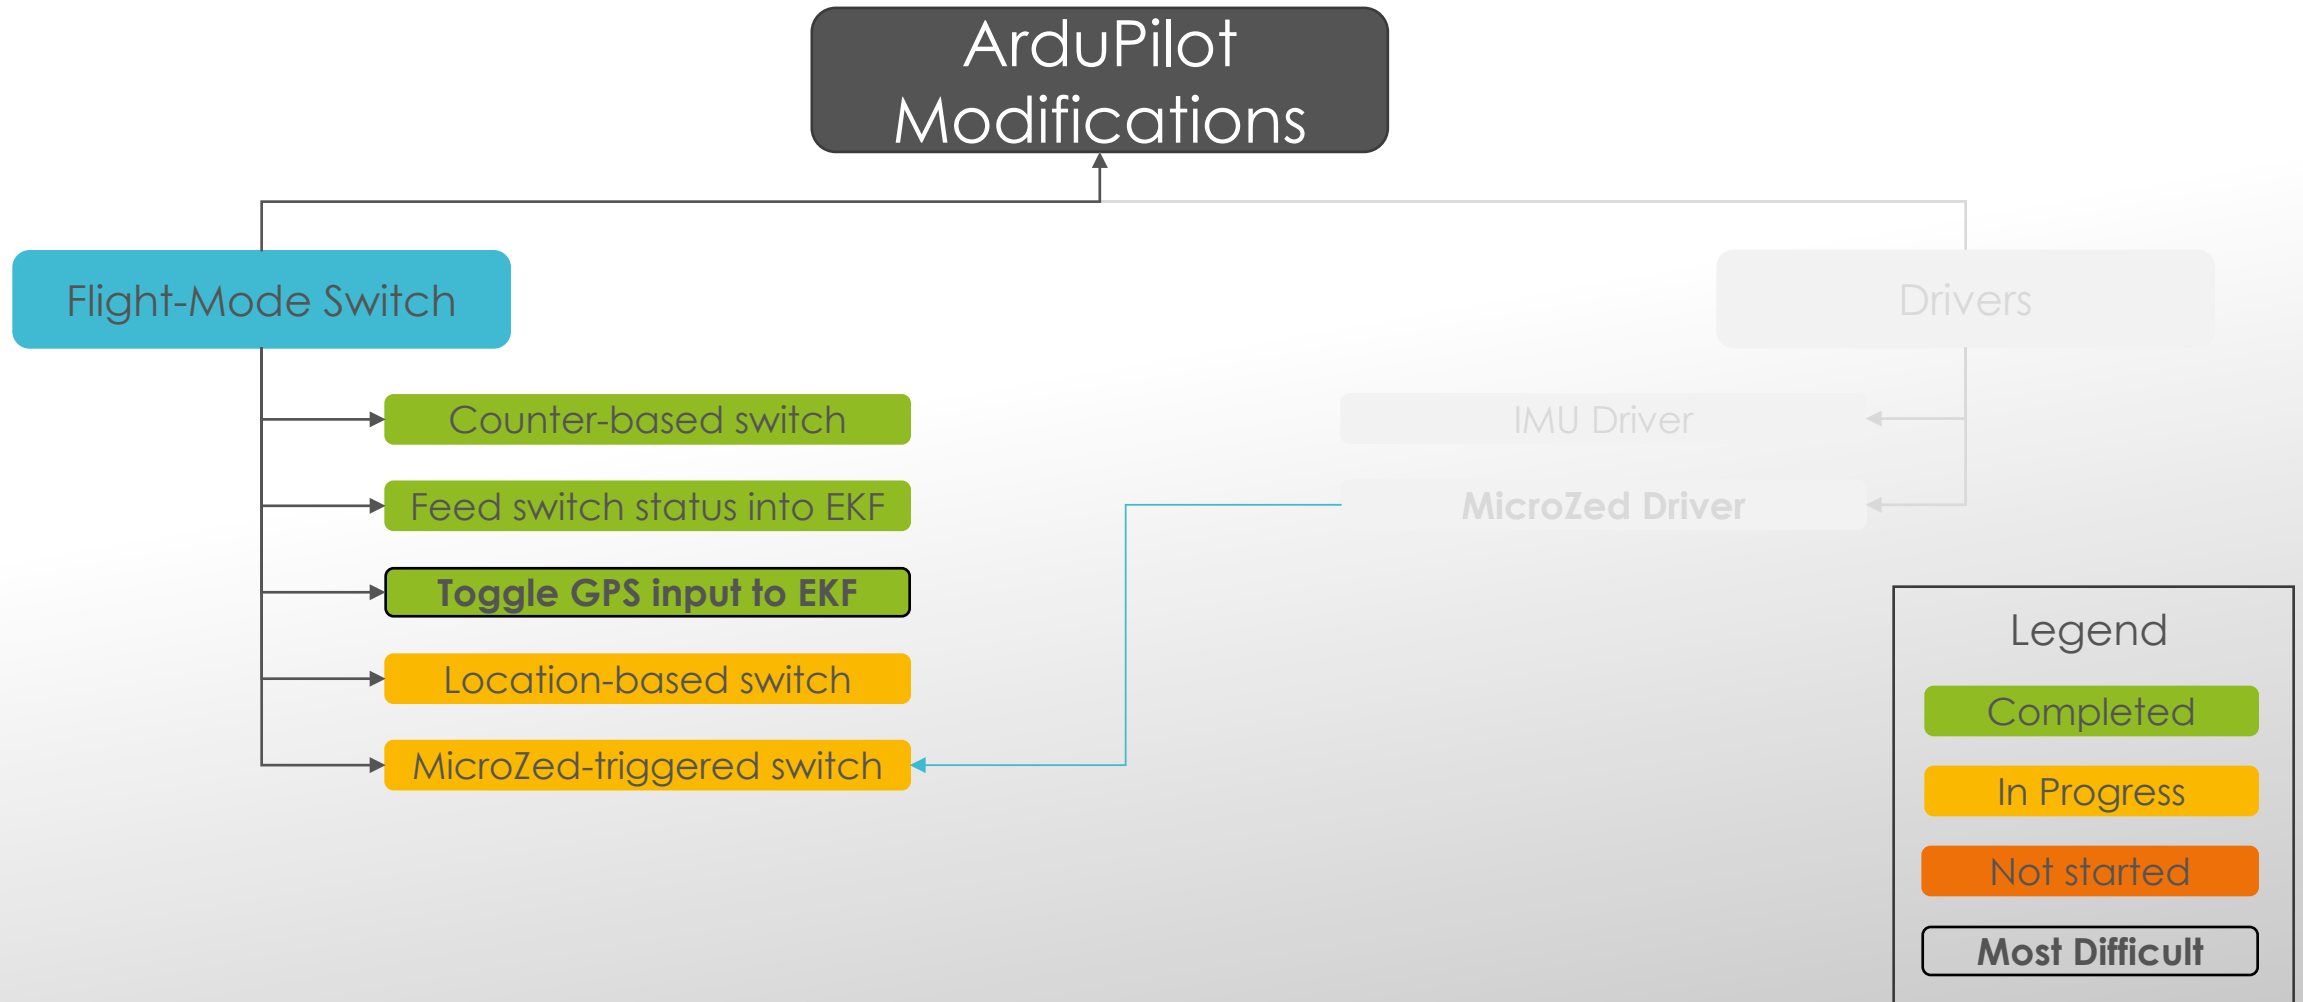 ArduPilot
Modifications
Flight-Mode Switch
Drivers
Counter-based switch
IMU Driver
Feed switch status into EKF
MicroZed Driver
Toggle GPS input to EKF
Location-based switch
MicroZed-triggered switch
Legend
Completed
In Progress
Not started
Most Difficult